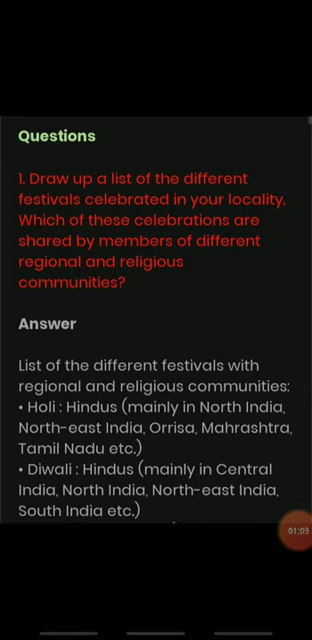 Questions
1. Draw up a list of the different
festivals celebrated in your locality.
Which of these celebrations are
shared by members of different
regional and religious
communities?
Answer
List of the different festivals with
regional and religious communities:
• Holi : Hindus (mainly in North India,
North-east India, Orrisa, Mahrashtra,
Tamil Nadu etc.)
• Diwali : Hindus (mainly in Central
India, North India, North-east India,
South India etc.)
01:03